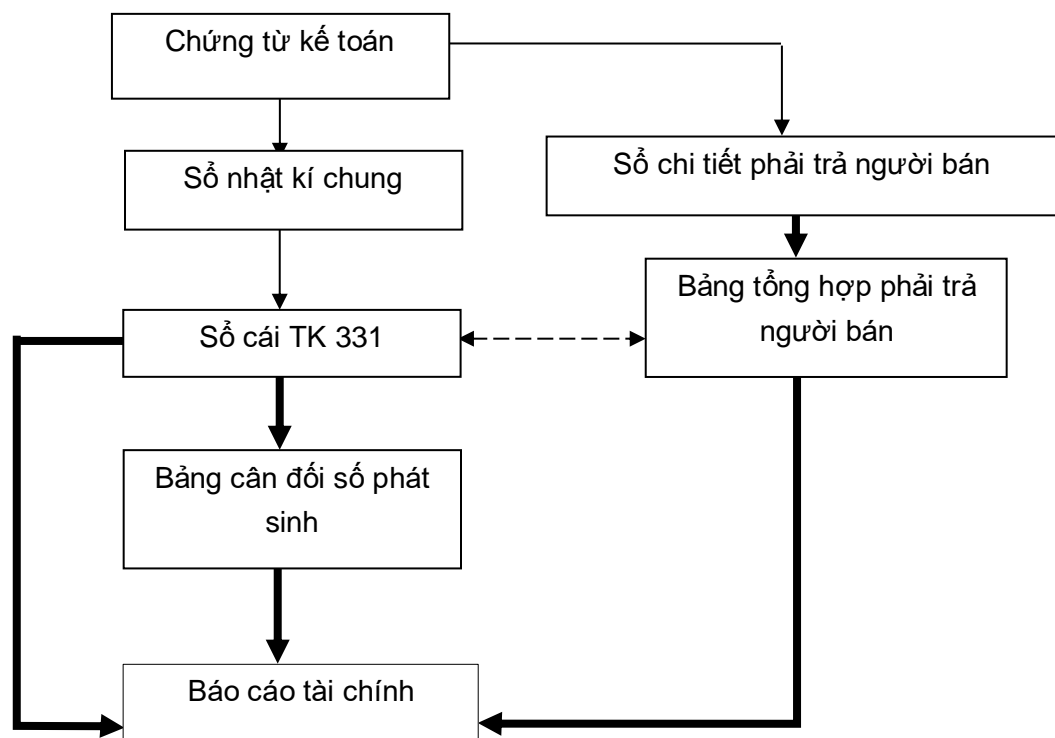 Chứng từ kế toán
Sổ nhật kí chung
Sổ chi tiết phải trả người bán
Bảng tổng hợp phải trả
người bán
Sổ cái TK 331
Bảng cân đối số phát
sinh
Báo cáo tài chính